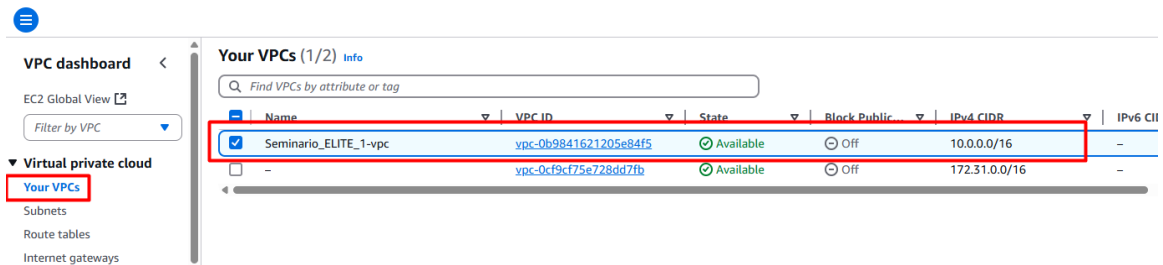 VPC dashboard
EC2 Global View
Filter by VPC
Virtual private cloud
Your VPCs
Subnets
Route tables
Internet gateways
Your VPCs (1/2) Info
Find VPCs by attribute or tag
Name VPC ID State Block Public... IPv4 CIDR IPv6 CI
Seminario_ELITE_1-vpc vpc-0b9841621205e84f5 Available Off 10.0.0.0/16 –
– vpc-0cf9cf75e728dd7fb Available Off 172.31.0.0/16 –